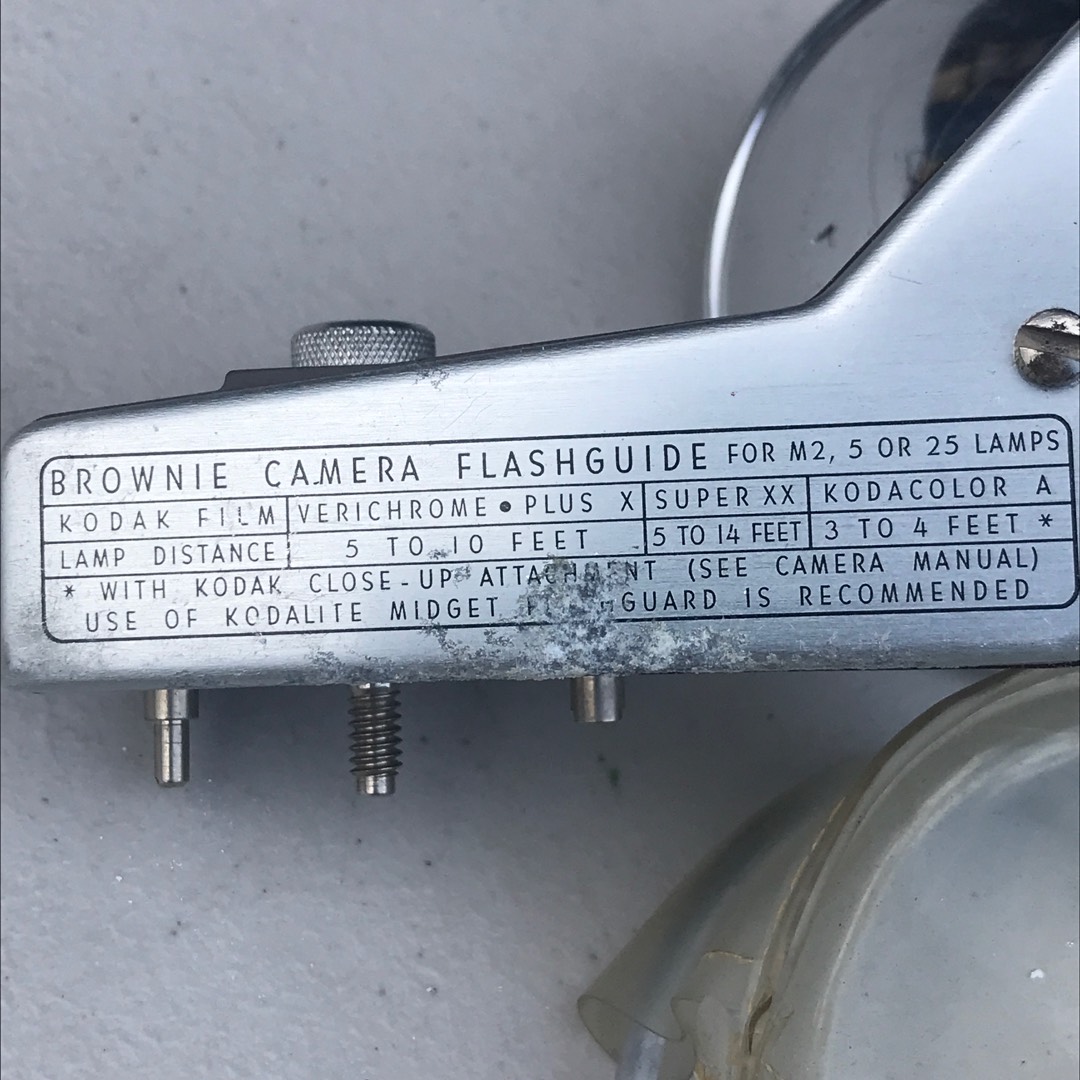 BROWNIE CAMERA FLASHGUIDE FOR M2, 5 OR 25 LAMPS
KODAK FILM VERICHROME • PLUS X SUPER XX KODACOLOR A
LAMP DISTANCE 5 TO 10 FEET 5 TO 14 FEET 3 TO 4 FEET *
* WITH KODAK CLOSE-UP ATTACHMENT (SEE CAMERA MANUAL)
USE OF KODALITE MIDGET FLASHGUARD IS RECOMMENDED